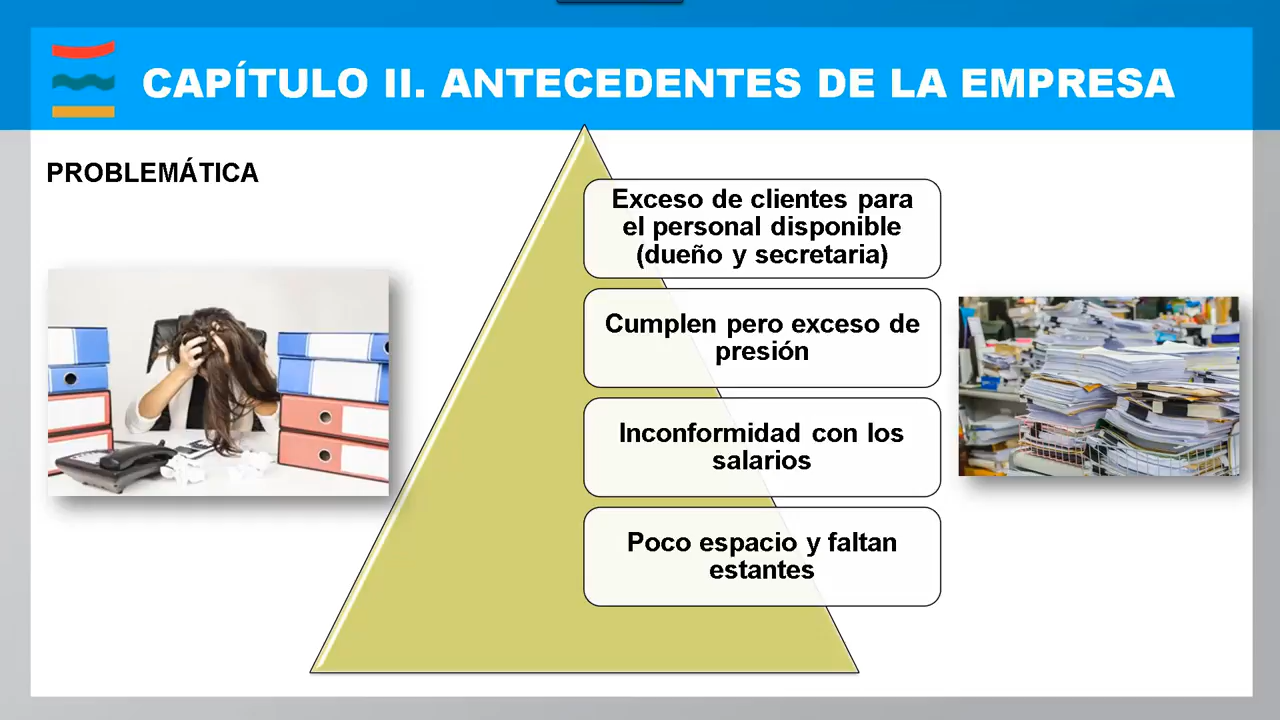 CAPÍTULO II. ANTECEDENTES DE LA EMPRESA
PROBLEMÁTICA
Exceso de clientes para
el personal disponible
(dueño y secretaria)
Cumplen pero exceso de
presión
Inconformidad con los
salarios
Poco espacio y faltan
estantes